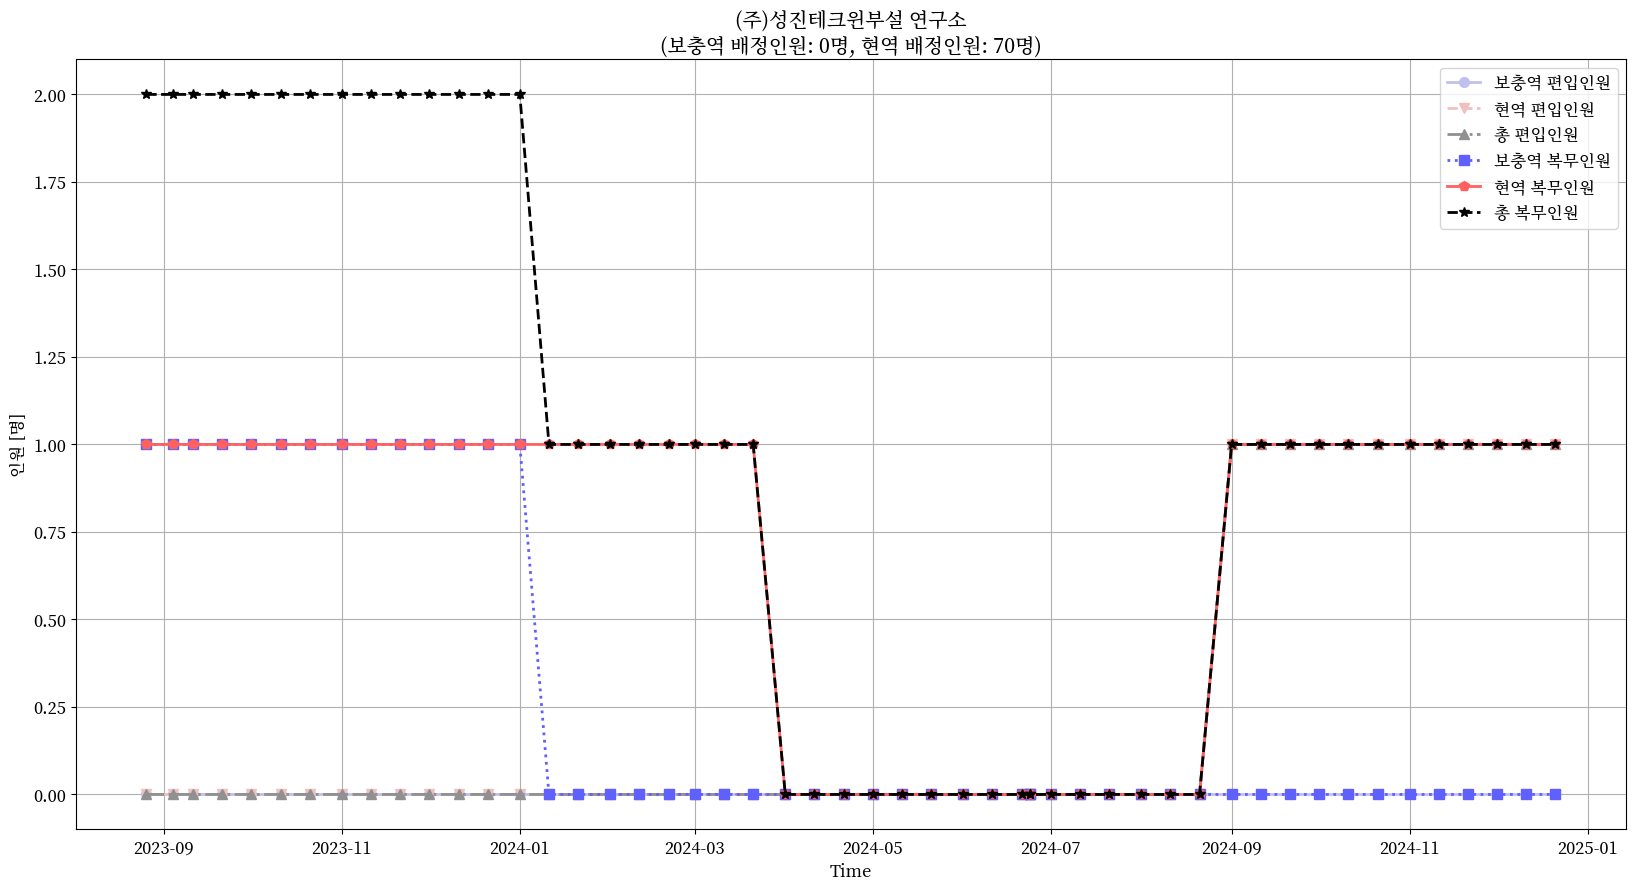 (주)성진테크윈부설 연구소
(보충역 배정인원: 0명, 현역 배정인원: 70명)
보충역 편입인원
현역 편입인원
총 편입인원
보충역 복무인원
현역 복무인원
총 복무인원
2.00
1.75
1.50
1.25
1.00
0.75
0.50
0.25
0.00
인원 [명]
2023-09 2023-11 2024-01 2024-03 2024-05 2024-07 2024-09 2024-11 2025-01
Time